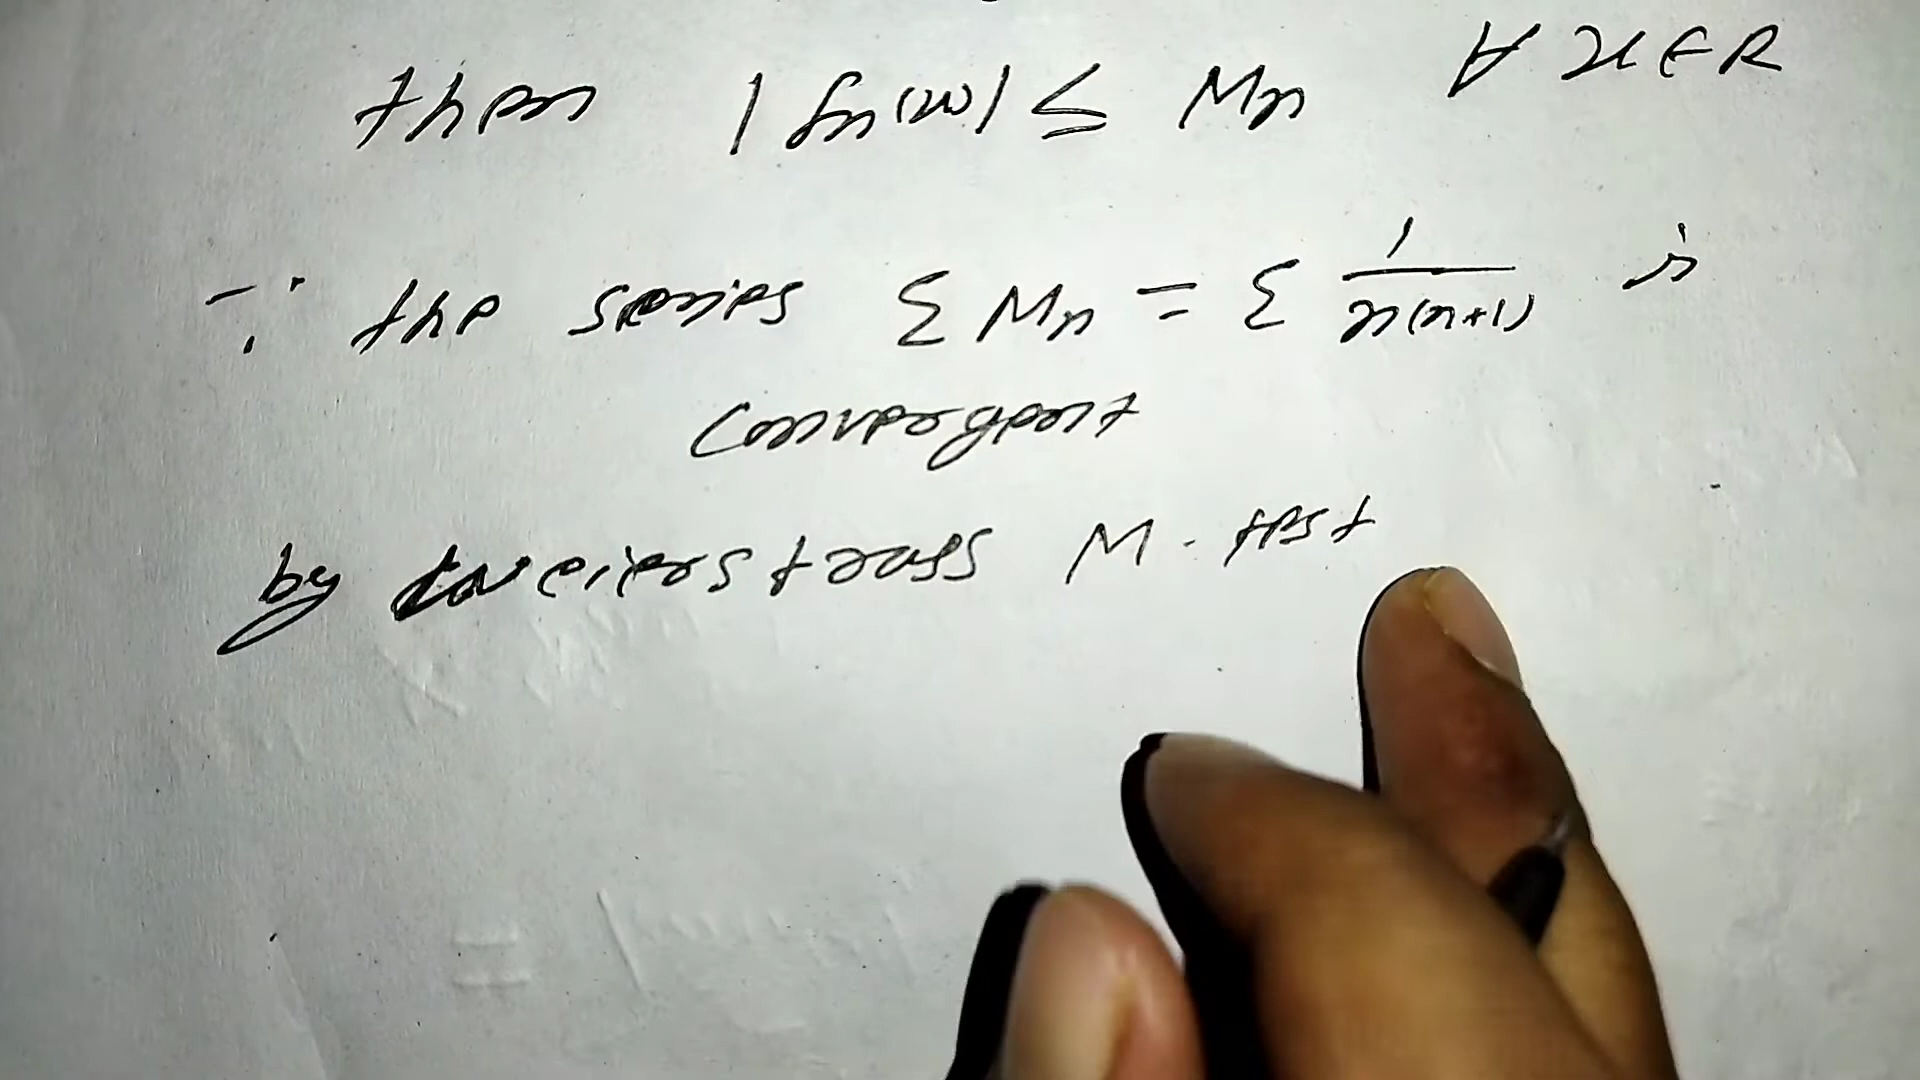 then |fn(x)| ≤ Mn ∀ x ∈ R
∵ the series Σ Mn = Σ 1/n(n+1) is
convergent
by weierstrass M-test